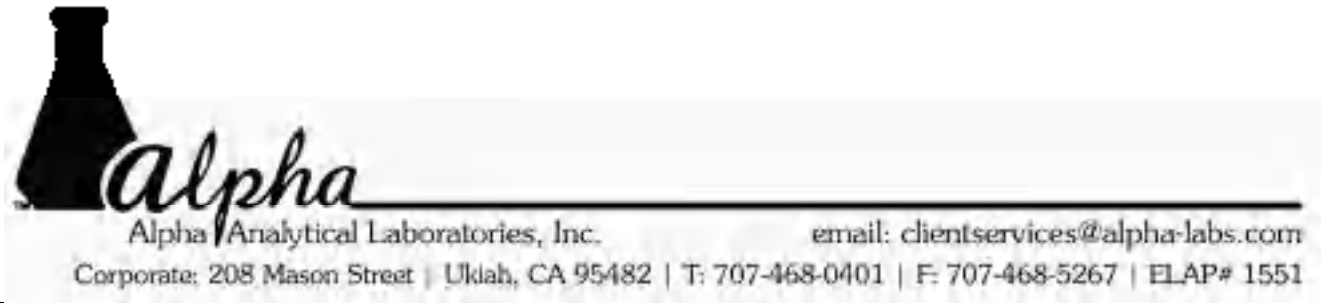 alpha
Alpha Analytical Laboratories, Inc. email: clientservices@alpha-labs.com
Corporate: 208 Mason Street | Ukiah, CA 95482 | T: 707-468-0401 | F: 707-468-5267 | ELAP# 1551